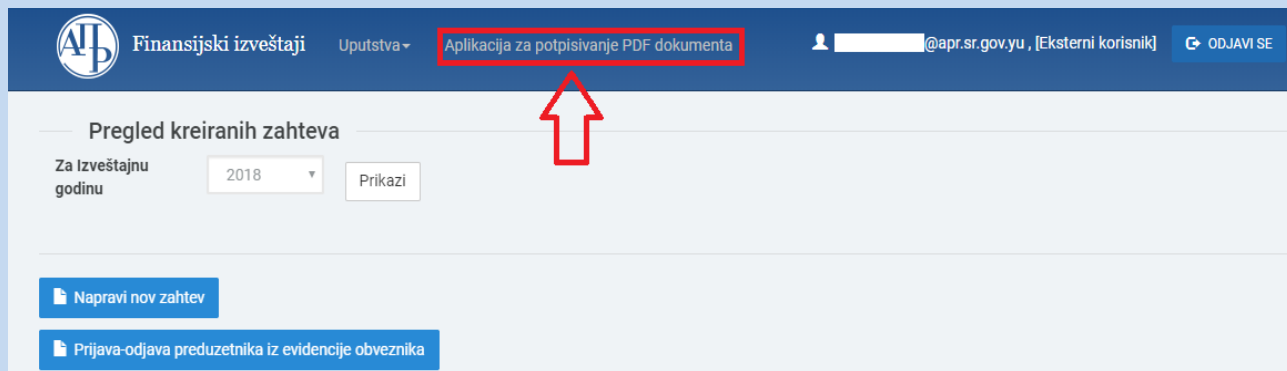 АПР Finansijski izveštaji Uputstva Aplikacija za potpisivanje PDF dokumenta @apr.sr.gov.yu , [Eksterni korisnik] ODJAVI SE
Pregled kreiranih zahteva
Za Izveštajnu
godinu
2018
Prikazi
Napravi nov zahtev
Prijava-odjava preduzetnika iz evidencije obveznika